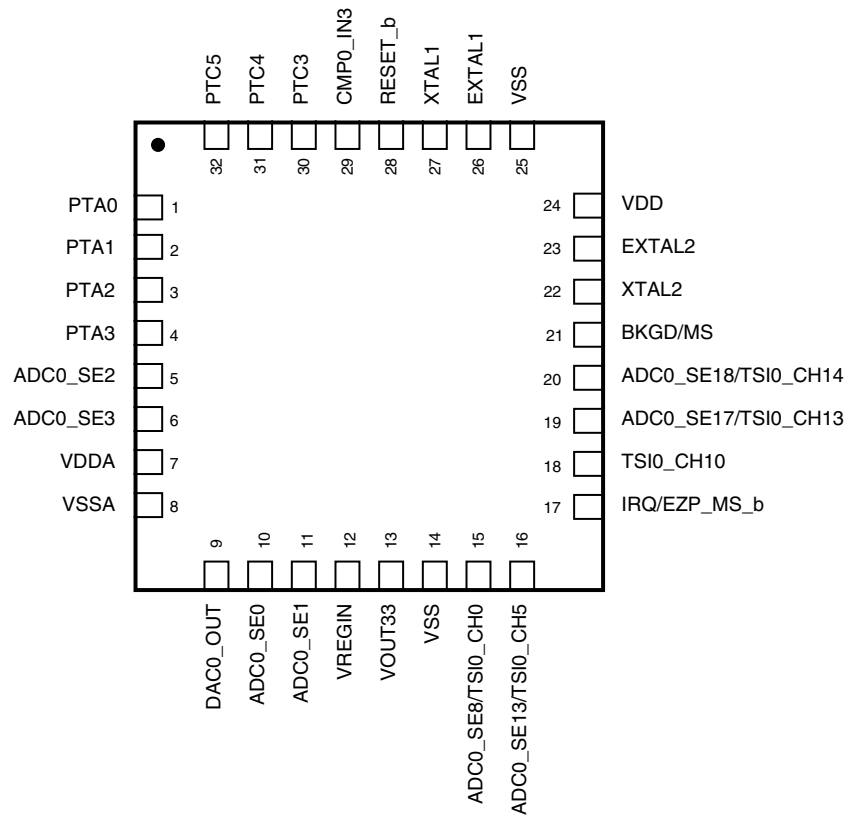 PTC5
PTC4
PTC3
CMP0_IN3
RESET_b
XTAL1
EXTAL1
VSS
32
31
30
29
28
27
26
25
PTA0 1
PTA1 2
PTA2 3
PTA3 4
ADC0_SE2 5
ADC0_SE3 6
VDDA 7
VSSA 8
24 VDD
23 EXTAL2
22 XTAL2
21 BKGD/MS
20 ADC0_SE18/TSI0_CH14
19 ADC0_SE17/TSI0_CH13
18 TSI0_CH10
17 IRQ/EZP_MS_b
9
10
11
12
13
14
15
16
DAC0_OUT
ADC0_SE0
ADC0_SE1
VREGIN
VOUT33
VSS
ADC0_SE8/TSI0_CH0
ADC0_SE13/TSI0_CH5